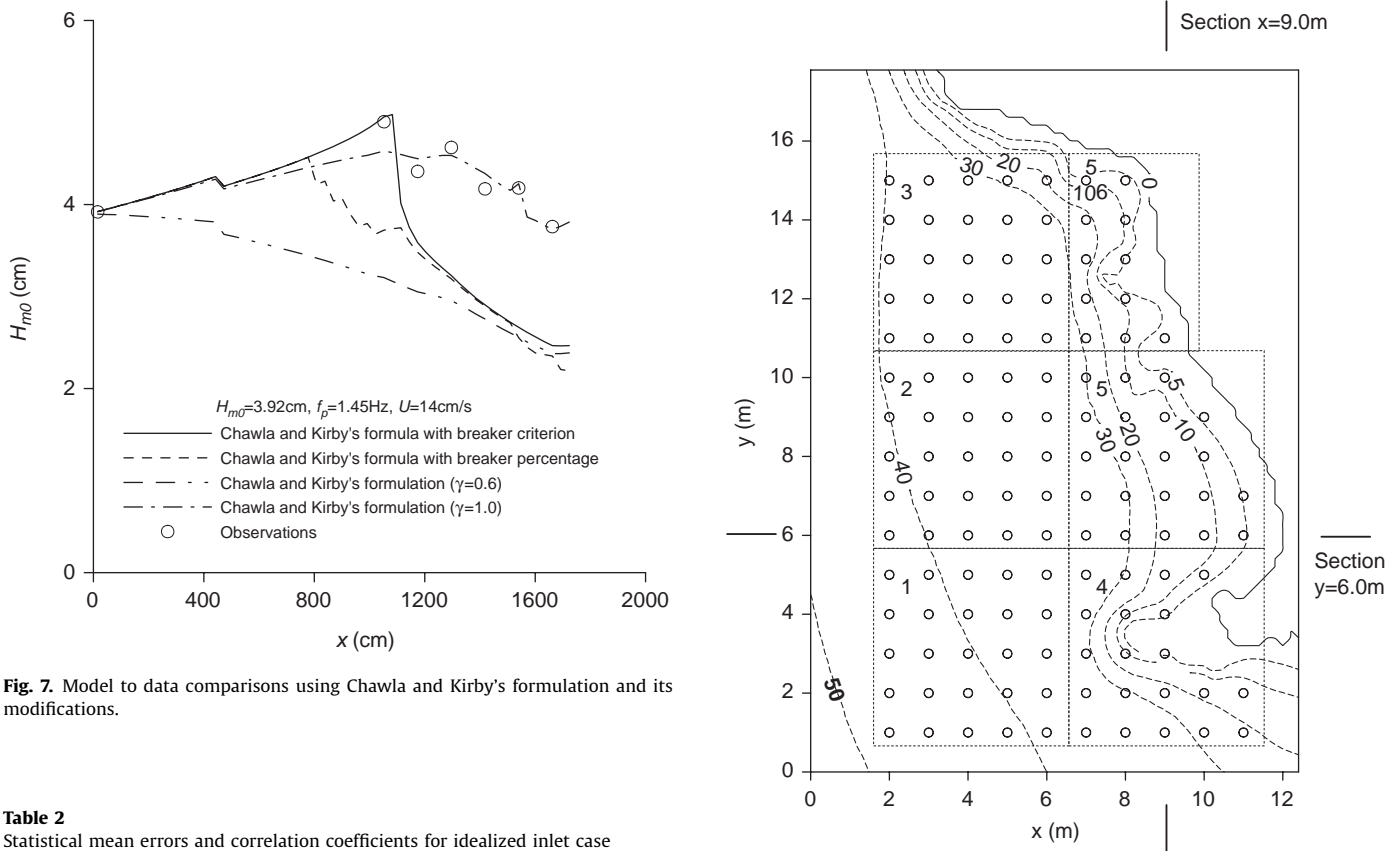 6
4
2
0
H_m0 (cm)
H_m0=3.92cm, f_p=1.45Hz, U=14cm/s
Chawla and Kirby's formula with breaker criterion
Chawla and Kirby's formula with breaker percentage
Chawla and Kirby's formulation (γ=0.6)
Chawla and Kirby's formulation (γ=1.0)
Observations
0 400 800 1200 1600 2000
x (cm)
Fig. 7. Model to data comparisons using Chawla and Kirby's formulation and its
modifications.
Table 2
Statistical mean errors and correlation coefficients for idealized inlet case
Section x=9.0m
16
14
12
10
8
6
4
2
0
y (m)
30 20 5
3 106 0
2 5 5
40 30 20 10
1 4
50
Section
y=6.0m
0 2 4 6 8 10 12
x (m)